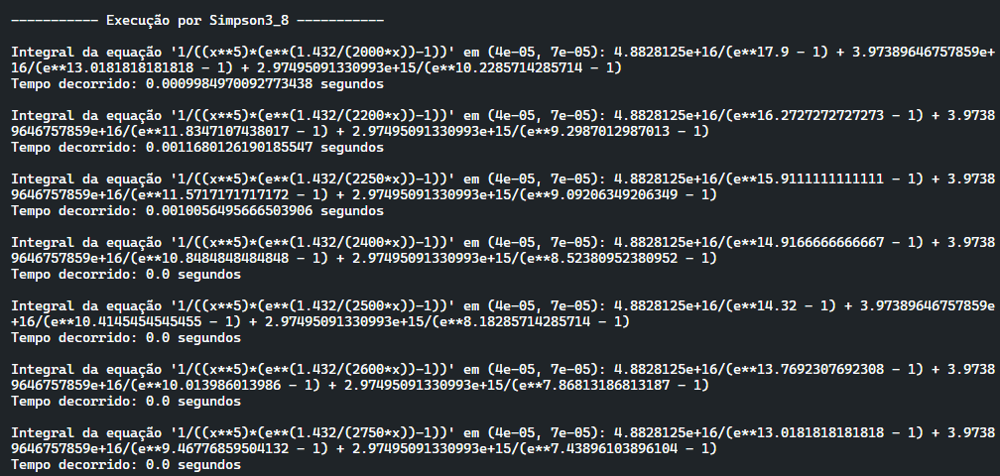 ----------- Execução por Simpson3_8 -----------
Integral da equação '1/((x**5)*(e**(1.432/(2000*x))-1))' em (4e-05, 7e-05): 4.8828125e+16/(e**17.9 - 1) + 3.97389646757859e+
16/(e**13.0181818181818 - 1) + 2.97495091330993e+15/(e**10.2285714285714 - 1)
Tempo decorrido: 0.0009984970092773438 segundos
Integral da equação '1/((x**5)*(e**(1.432/(2200*x))-1))' em (4e-05, 7e-05): 4.8828125e+16/(e**16.2727272727273 - 1) + 3.9738
9646757859e+16/(e**11.8347107438017 - 1) + 2.97495091330993e+15/(e**9.2987012987013 - 1)
Tempo decorrido: 0.0011680126190185547 segundos
Integral da equação '1/((x**5)*(e**(1.432/(2250*x))-1))' em (4e-05, 7e-05): 4.8828125e+16/(e**15.9111111111111 - 1) + 3.9738
9646757859e+16/(e**11.5717171717172 - 1) + 2.97495091330993e+15/(e**9.09206349206349 - 1)
Tempo decorrido: 0.0010056495666503906 segundos
Integral da equação '1/((x**5)*(e**(1.432/(2400*x))-1))' em (4e-05, 7e-05): 4.8828125e+16/(e**14.9166666666667 - 1) + 3.9738
9646757859e+16/(e**10.8484848484848 - 1) + 2.97495091330993e+15/(e**8.52380952380952 - 1)
Tempo decorrido: 0.0 segundos
Integral da equação '1/((x**5)*(e**(1.432/(2500*x))-1))' em (4e-05, 7e-05): 4.8828125e+16/(e**14.32 - 1) + 3.97389646757859e
+16/(e**10.4145454545455 - 1) + 2.97495091330993e+15/(e**8.18285714285714 - 1)
Tempo decorrido: 0.0 segundos
Integral da equação '1/((x**5)*(e**(1.432/(2600*x))-1))' em (4e-05, 7e-05): 4.8828125e+16/(e**13.7692307692308 - 1) + 3.9738
9646757859e+16/(e**10.013986013986 - 1) + 2.97495091330993e+15/(e**7.86813186813187 - 1)
Tempo decorrido: 0.0 segundos
Integral da equação '1/((x**5)*(e**(1.432/(2750*x))-1))' em (4e-05, 7e-05): 4.8828125e+16/(e**13.0181818181818 - 1) + 3.9738
9646757859e+16/(e**9.46776859504132 - 1) + 2.97495091330993e+15/(e**7.43896103896104 - 1)
Tempo decorrido: 0.0 segundos